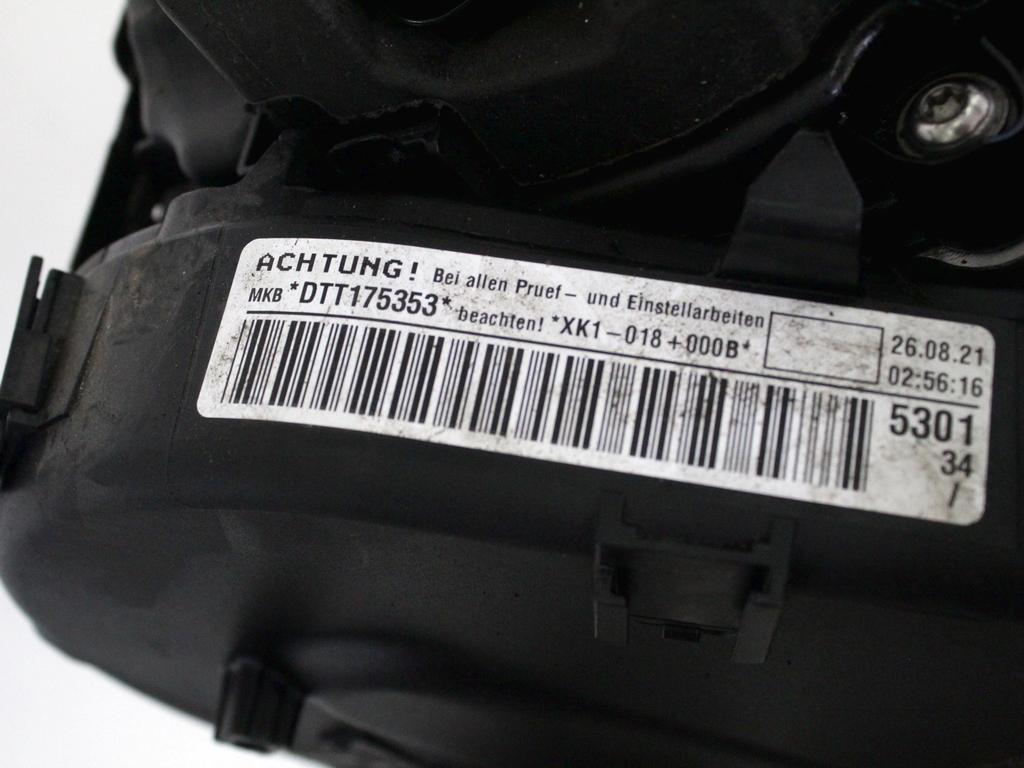 ACHTUNG! Bei allen Pruef- und Einstellarbeiten
MKB *DTT175353* beachten! *XK1-018+000B*
26.08.21
02:56:16
5301
34
/